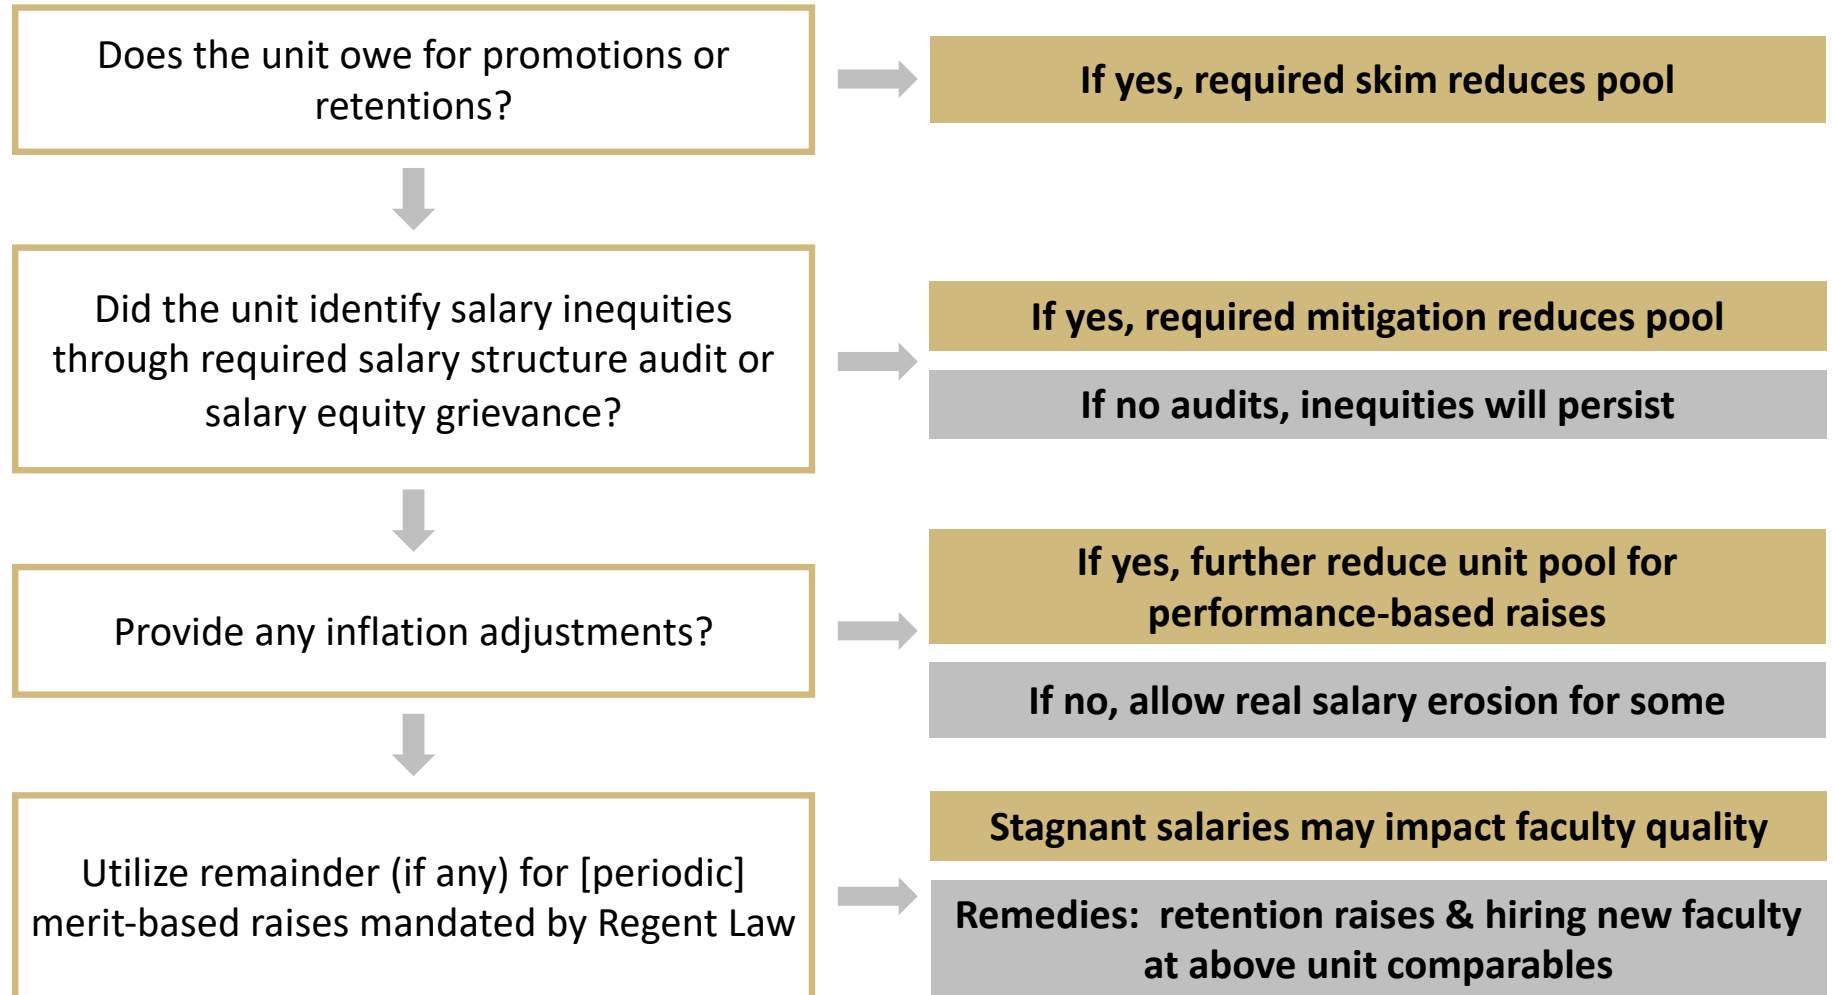 Does the unit owe for promotions or
retentions?
If yes, required skim reduces pool
Did the unit identify salary inequities
through required salary structure audit or
salary equity grievance?
If yes, required mitigation reduces pool
If no audits, inequities will persist
Provide any inflation adjustments?
If yes, further reduce unit pool for
performance-based raises
If no, allow real salary erosion for some
Utilize remainder (if any) for [periodic]
merit-based raises mandated by Regent Law
Stagnant salaries may impact faculty quality
Remedies:  retention raises & hiring new faculty
at above unit comparables